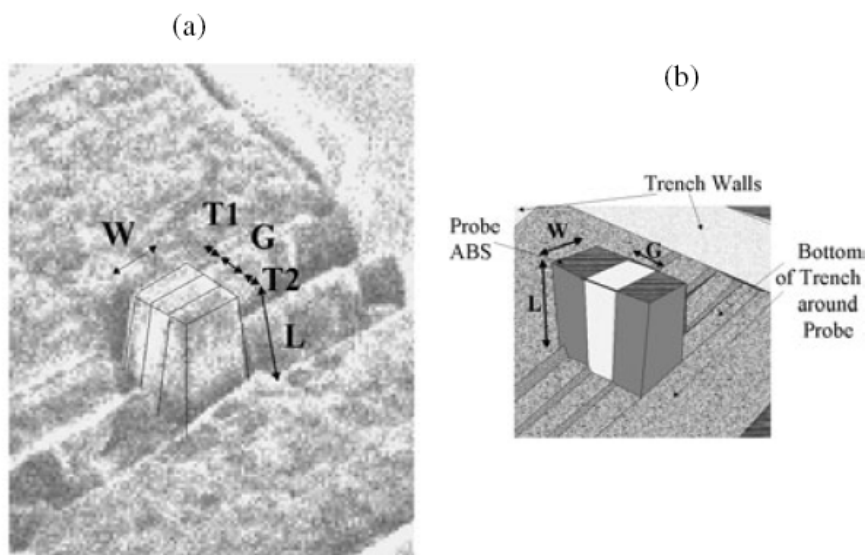 (a)
(b)
W
T1
G
T2
L
Trench Walls
Probe
ABS
W
G
L
Bottom
of Trench
around
Probe